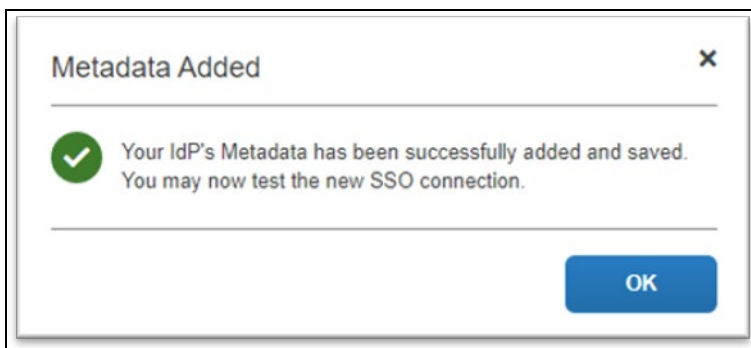 Metadata Added
Your IdP's Metadata has been successfully added and saved.
You may now test the new SSO connection.
OK